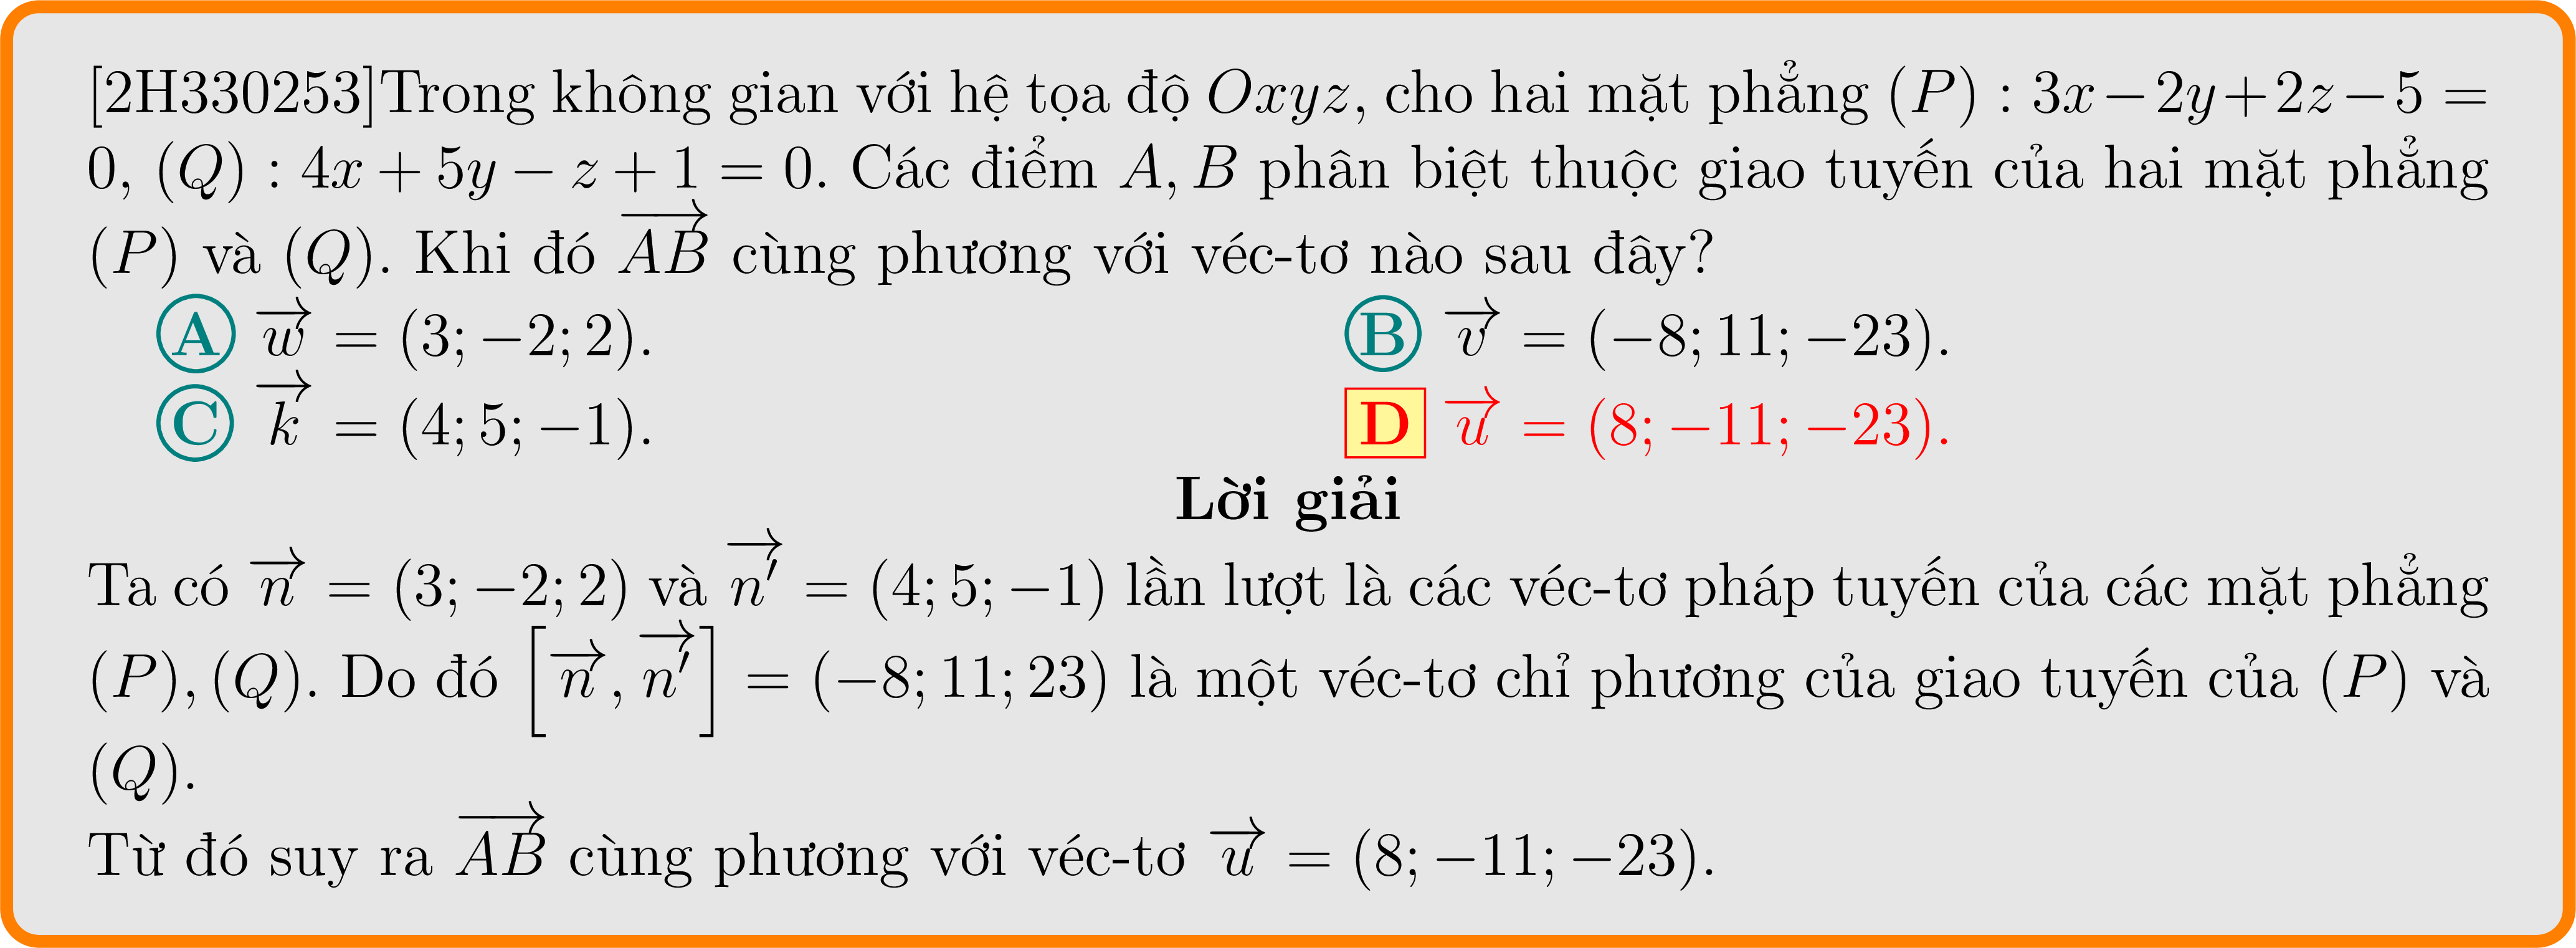 [2H330253]Trong không gian với hệ tọa độ Oxyz, cho hai mặt phẳng (P) : 3x − 2y + 2z − 5 =
0, (Q) : 4x + 5y − z + 1 = 0. Các điểm A, B phân biệt thuộc giao tuyến của hai mặt phẳng
(P) và (Q). Khi đó \overrightarrow{AB} cùng phương với véc-tơ nào sau đây?
A \overrightarrow{w} = (3; −2; 2). B \overrightarrow{v} = (−8; 11; −23).
C \overrightarrow{k} = (4; 5; −1). D \overrightarrow{u} = (8; −11; −23).
Lời giải
Ta có \overrightarrow{n} = (3; −2; 2) và \overrightarrow{n'} = (4; 5; −1) lần lượt là các véc-tơ pháp tuyến của các mặt phẳng
(P), (Q). Do đó [\overrightarrow{n}, \overrightarrow{n'}] = (−8; 11; 23) là một véc-tơ chỉ phương của giao tuyến của (P) và
(Q).
Từ đó suy ra \overrightarrow{AB} cùng phương với véc-tơ \overrightarrow{u} = (8; −11; −23).